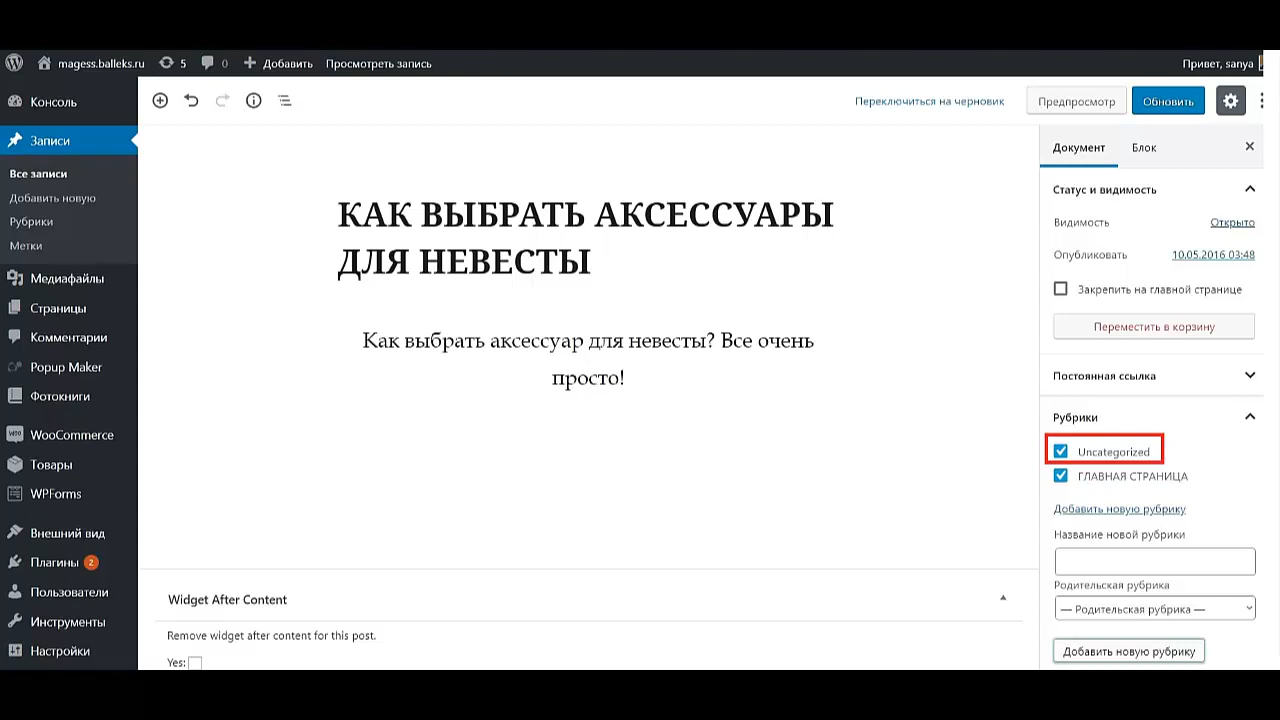 magess.balleks.ru
5
0
Добавить
Просмотреть запись
Привет, sanya
Консоль
Записи
Все записи
Добавить новую
Рубрики
Метки
Медиафайлы
Страницы
Комментарии
Popup Maker
Фотокниги
WooCommerce
Товары
WPForms
Внешний вид
Плагины 2
Пользователи
Инструменты
Настройки
Переключиться на черновик
Предпросмотр
Обновить
КАК ВЫБРАТЬ АКСЕССУАРЫ
ДЛЯ НЕВЕСТЫ
Как выбрать аксессуар для невесты? Все очень
просто!
Widget After Content
Remove widget after content for this post.
Yes:
Документ
Блок
Статус и видимость
Видимость
Открыто
Опубликовать
10.05.2016 03:48
Закрепить на главной странице
Переместить в корзину
Постоянная ссылка
Рубрики
Uncategorized
ГЛАВНАЯ СТРАНИЦА
Добавить новую рубрику
Название новой рубрики
Родительская рубрика
— Родительская рубрика —
Добавить новую рубрику